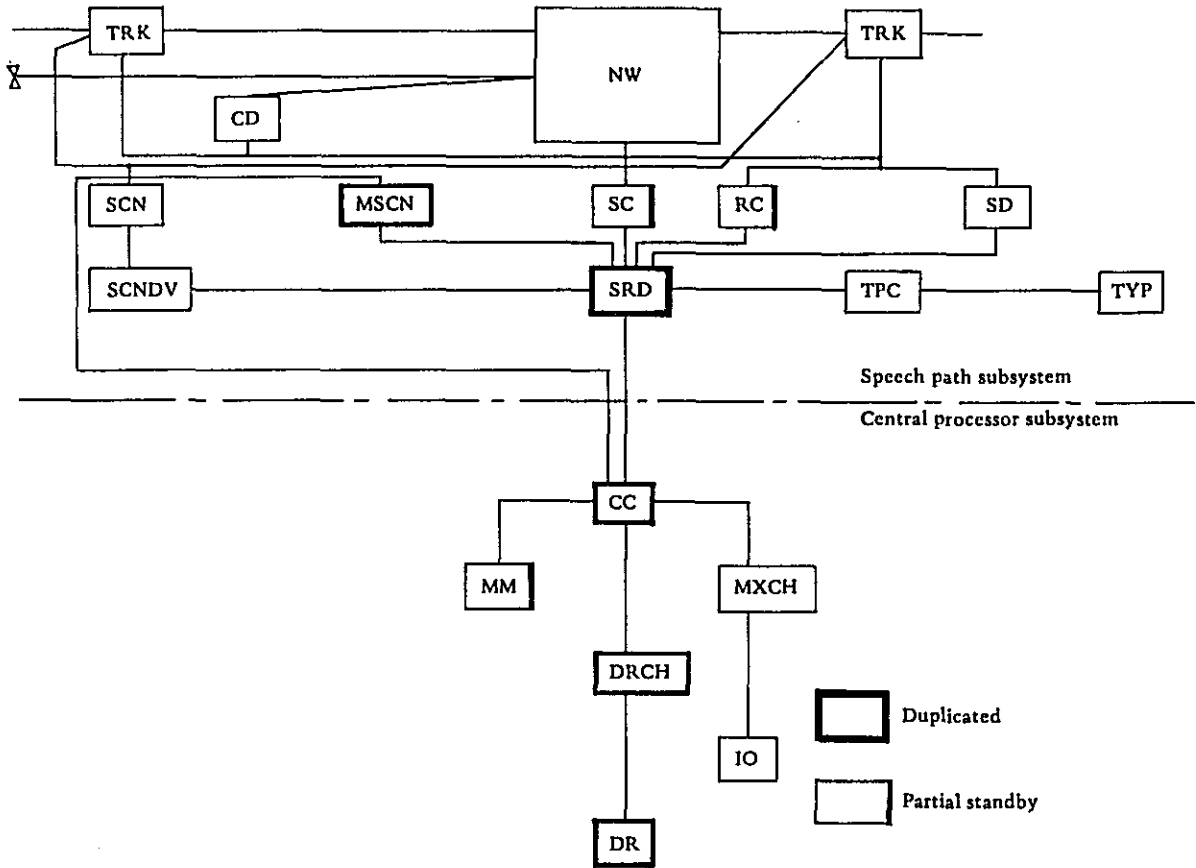 TRK
NW
TRK
CD
SCN
MSCN
SC
RC
SD
SCNDV
SRD
TPC
TYP
Speech path subsystem
Central processor subsystem
CC
MM
MXCH
DRCH
Duplicated
IO
Partial standby
DR